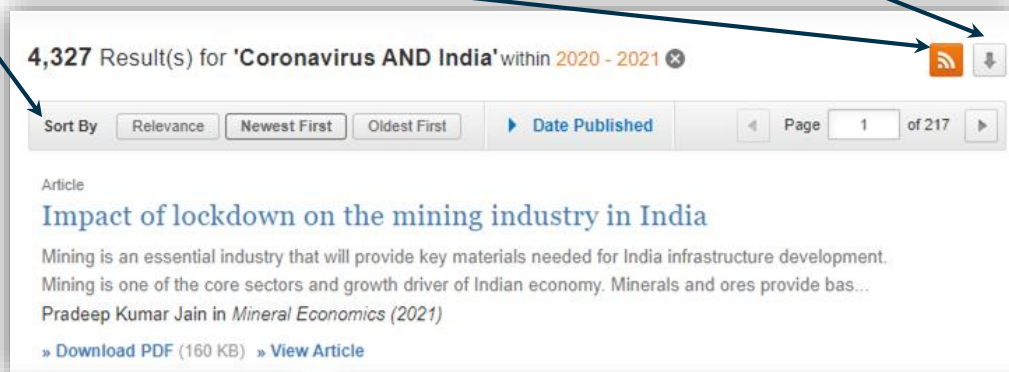 4,327 Result(s) for 'Coronavirus AND India' within 2020 - 2021
Sort By Relevance Newest First Oldest First Date Published Page 1 of 217
Article
Impact of lockdown on the mining industry in India
Mining is an essential industry that will provide key materials needed for India infrastructure development.
Mining is one of the core sectors and growth driver of Indian economy. Minerals and ores provide bas...
Pradeep Kumar Jain in Mineral Economics (2021)
» Download PDF (160 KB) » View Article